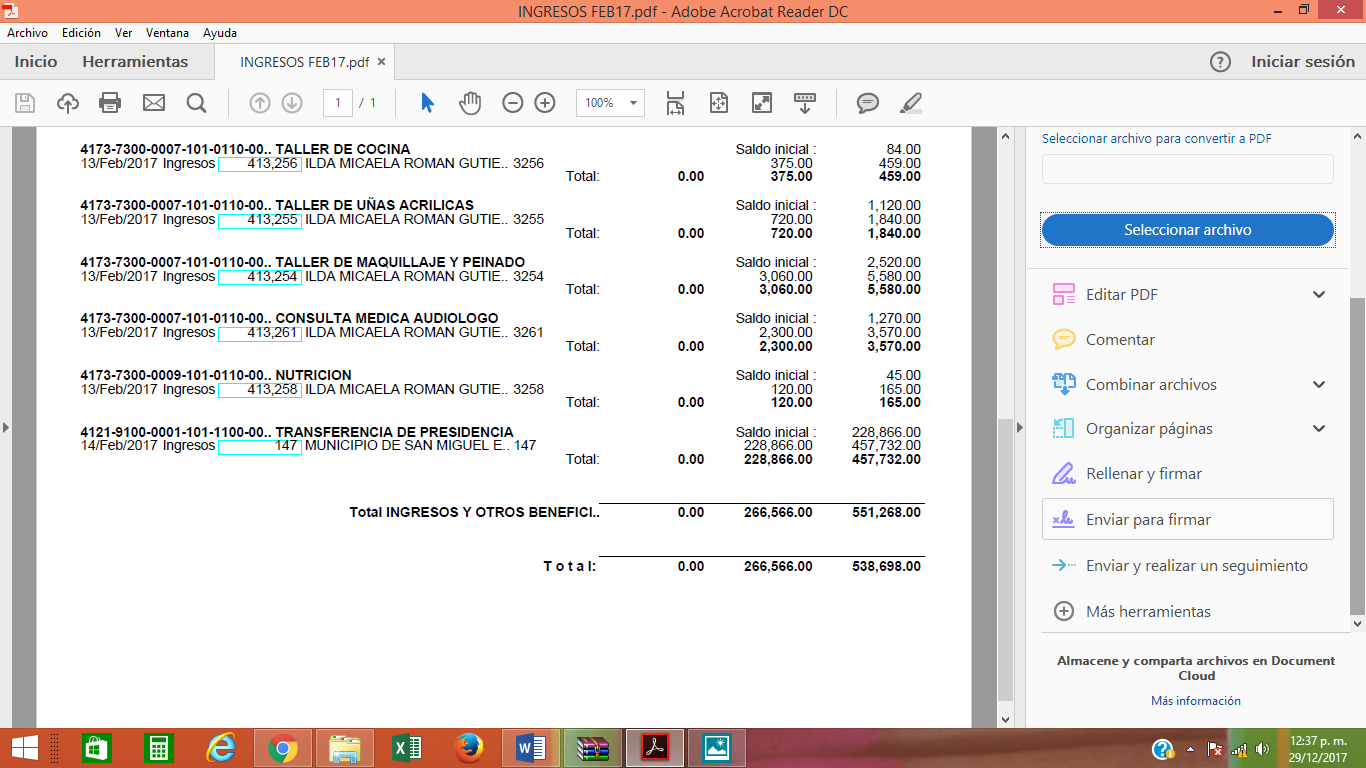 INGRESOS FEB17.pdf - Adobe Acrobat Reader DC
Archivo Edición Ver Ventana Ayuda
Inicio Herramientas INGRESOS FEB17.pdf × Iniciar sesión
1 / 1 100%
4173-7300-0007-101-0110-00.. TALLER DE COCINA Saldo inicial : 84.00
13/Feb/2017 Ingresos 413,256 ILDA MICAELA ROMAN GUTIE.. 3256 375.00 459.00
Total: 0.00 375.00 459.00
4173-7300-0007-101-0110-00.. TALLER DE UÑAS ACRILICAS Saldo inicial : 1,120.00
13/Feb/2017 Ingresos 413,255 ILDA MICAELA ROMAN GUTIE.. 3255 720.00 1,840.00
Total: 0.00 720.00 1,840.00
4173-7300-0007-101-0110-00.. TALLER DE MAQUILLAJE Y PEINADO Saldo inicial : 2,520.00
13/Feb/2017 Ingresos 413,254 ILDA MICAELA ROMAN GUTIE.. 3254 3,060.00 5,580.00
Total: 0.00 3,060.00 5,580.00
4173-7300-0007-101-0110-00.. CONSULTA MEDICA AUDIOLOGO Saldo inicial : 1,270.00
13/Feb/2017 Ingresos 413,261 ILDA MICAELA ROMAN GUTIE.. 3261 2,300.00 3,570.00
Total: 0.00 2,300.00 3,570.00
4173-7300-0009-101-0110-00.. NUTRICION Saldo inicial : 45.00
13/Feb/2017 Ingresos 413,258 ILDA MICAELA ROMAN GUTIE.. 3258 120.00 165.00
Total: 0.00 120.00 165.00
4121-9100-0001-101-1100-00.. TRANSFERENCIA DE PRESIDENCIA Saldo inicial : 228,866.00
14/Feb/2017 Ingresos 147 MUNICIPIO DE SAN MIGUEL E.. 147 228,866.00 457,732.00
Total: 0.00 228,866.00 457,732.00
Total INGRESOS Y OTROS BENEFICI.. 0.00 266,566.00 551,268.00
T o t a l: 0.00 266,566.00 538,698.00
Seleccionar archivo para convertir a PDF
Seleccionar archivo
Editar PDF
Comentar
Combinar archivos
Organizar páginas
Rellenar y firmar
Enviar para firmar
Enviar y realizar un seguimiento
Más herramientas
Almacene y comparta archivos en Document
Cloud
Más información
12:37 p. m.
29/12/2017